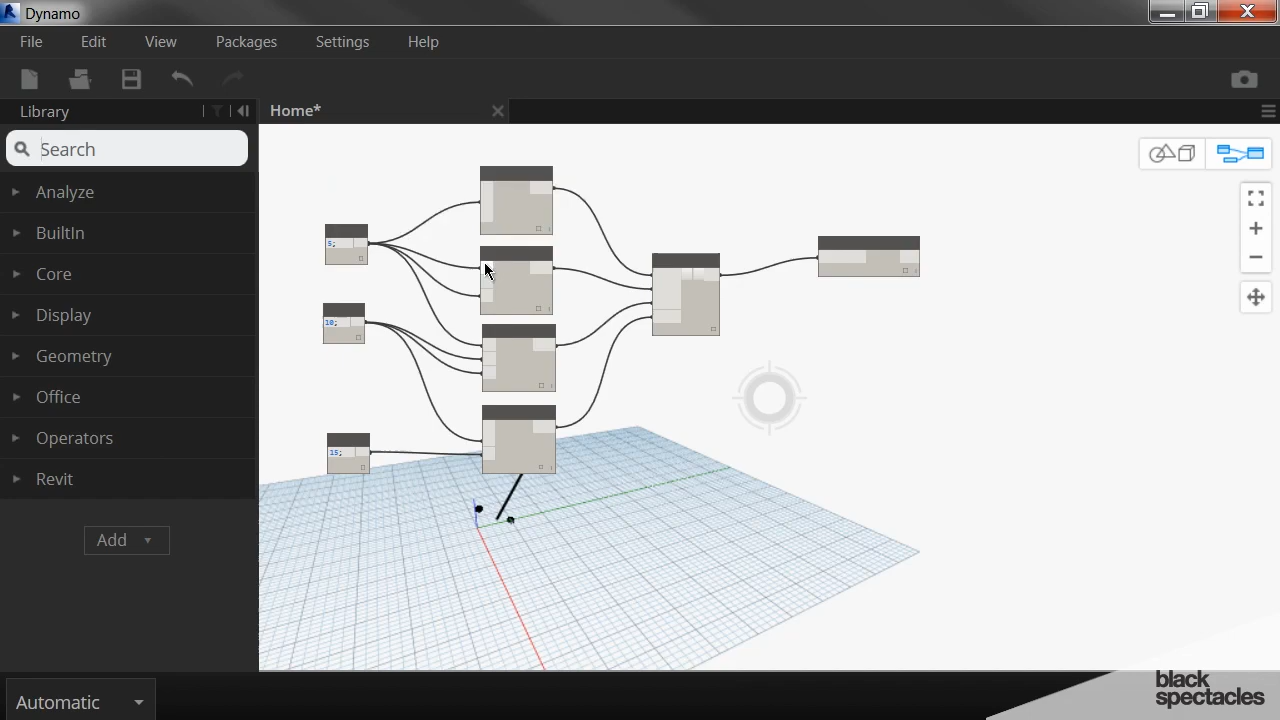 Dynamo
File Edit View Packages Settings Help
Library
Home*
Search
Analyze
BuiltIn
Core
Display
Geometry
Office
Operators
Revit
Add
5;
10;
15;
Automatic
black
spectacles